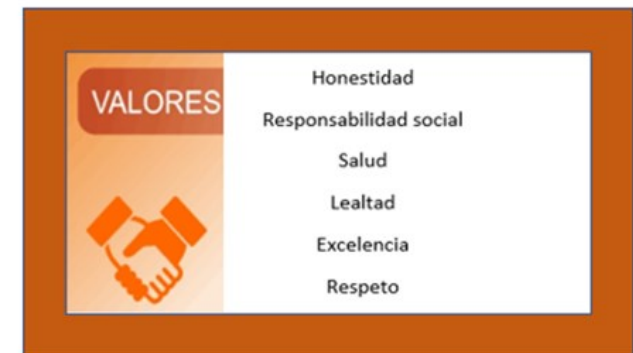 VALORES
Honestidad
Responsabilidad social
Salud
Lealtad
Excelencia
Respeto